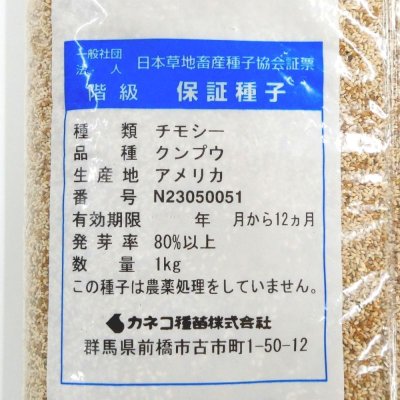 一般社団法人 日本草地畜産種子協会証票
階級 保証種子
種類 チモシー
品種 クンプウ
生産地 アメリカ
番号 N23050051
有効期限 年 月から12ヵ月
発芽率 80%以上
数量 1kg
この種子は農薬処理をしていません。
カネコ種苗株式会社
群馬県前橋市古市町1-50-12